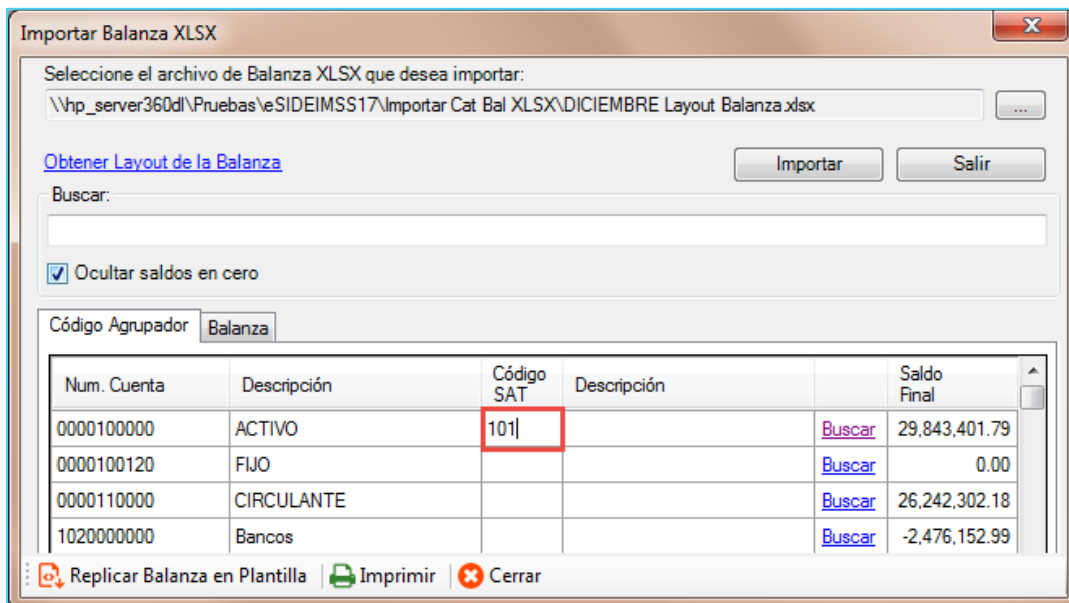 Importar Balanza XLSX
Seleccione el archivo de Balanza XLSX que desea importar:
\\hp_server360dl\Pruebas\eSIDEIMSS17\Importar Cat Bal XLSX\DICIEMBRE Layout Balanza.xlsx ...
Obtener Layout de la Balanza Importar Salir
Buscar:
Ocultar saldos en cero
Código Agrupador Balanza
Num. Cuenta Descripción Código SAT Descripción Saldo Final
0000100000 ACTIVO 101 Buscar 29,843,401.79
0000100120 FIJO Buscar 0.00
0000110000 CIRCULANTE Buscar 26,242,302.18
1020000000 Bancos Buscar -2,476,152.99
Replicar Balanza en Plantilla Imprimir Cerrar